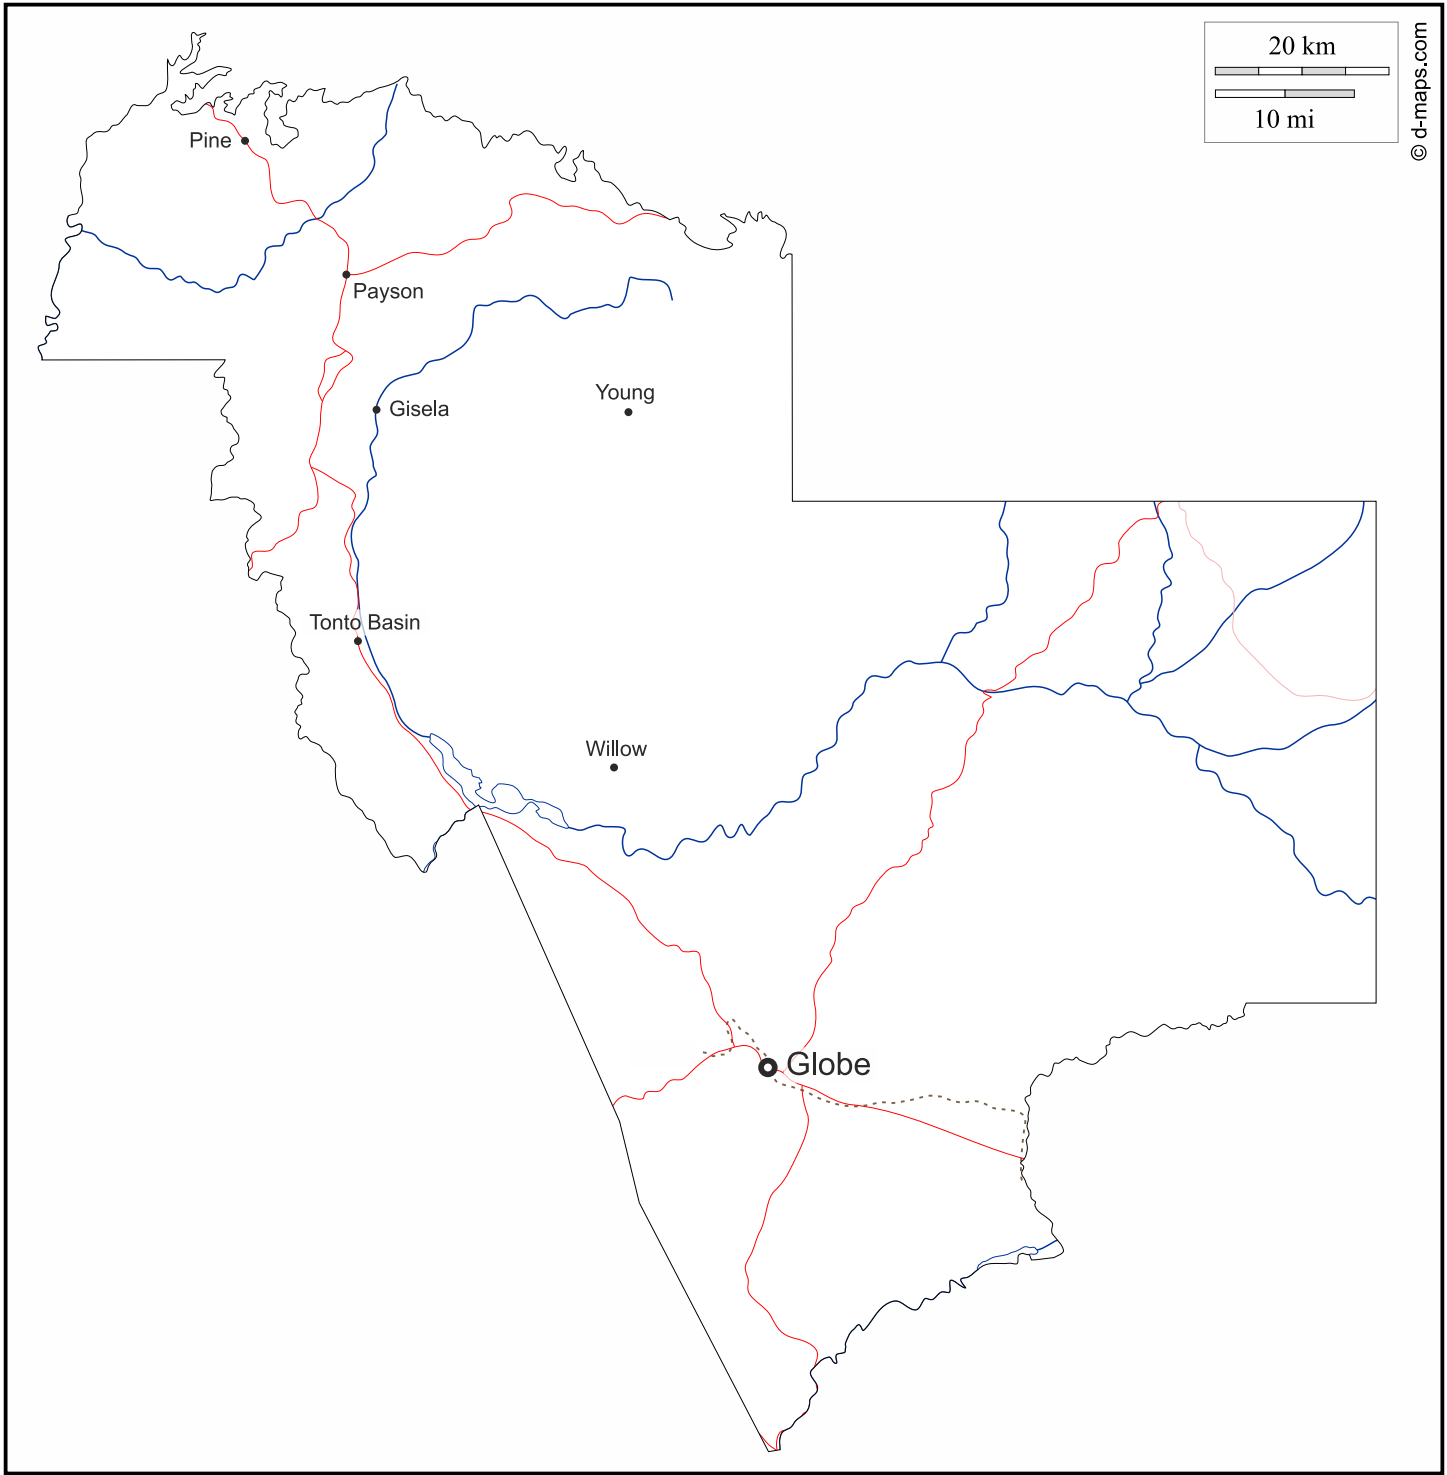 20 km
10 mi
© d-maps.com
Pine
Payson
Young
Gisela
Tonto Basin
Willow
Globe